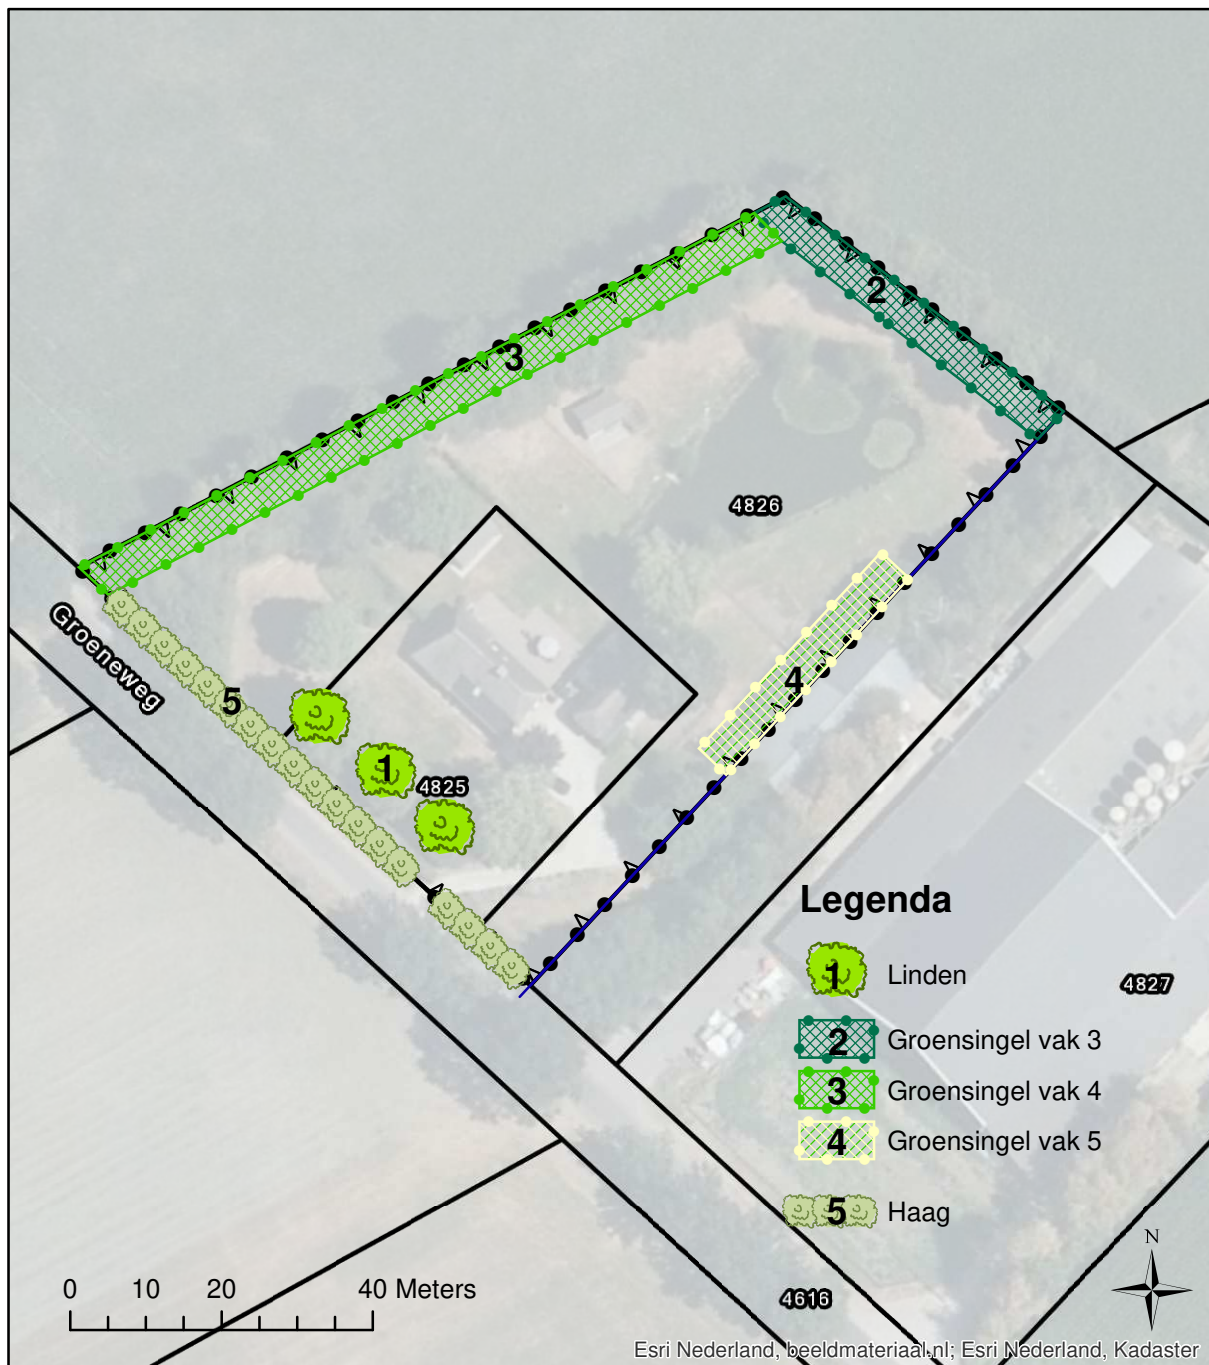 2
3
4826
Groeneweg
4
5
1
4825
Legenda
1 Linden
4827
2 Groensingel vak 3
3 Groensingel vak 4
4 Groensingel vak 5
5 Haag
N
0 10 20 40 Meters
4616
Esri Nederland, beeldmateriaal.nl; Esri Nederland, Kadaster